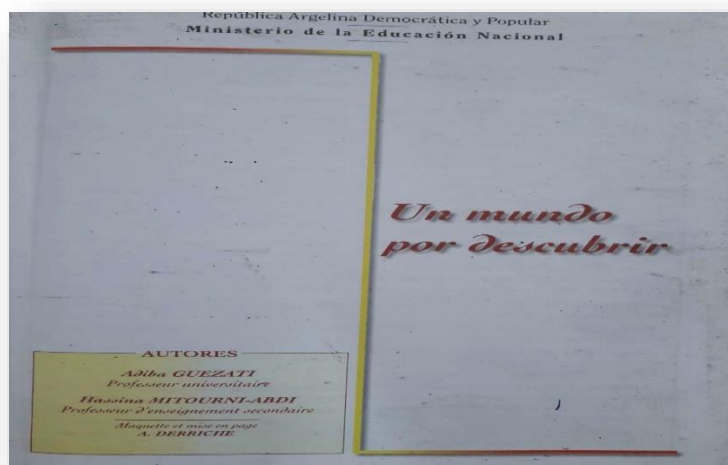 República Argelina Democrática y Popular
Ministerio de la Educación Nacional
Un mundo
por descubrir
AUTORES
Adiba GUEZATI
Professeur universitaire
Hassina MITOURNI-ABDI
Professeur d'enseignement secondaire
Maquette et mise en page
A. DERRICHE